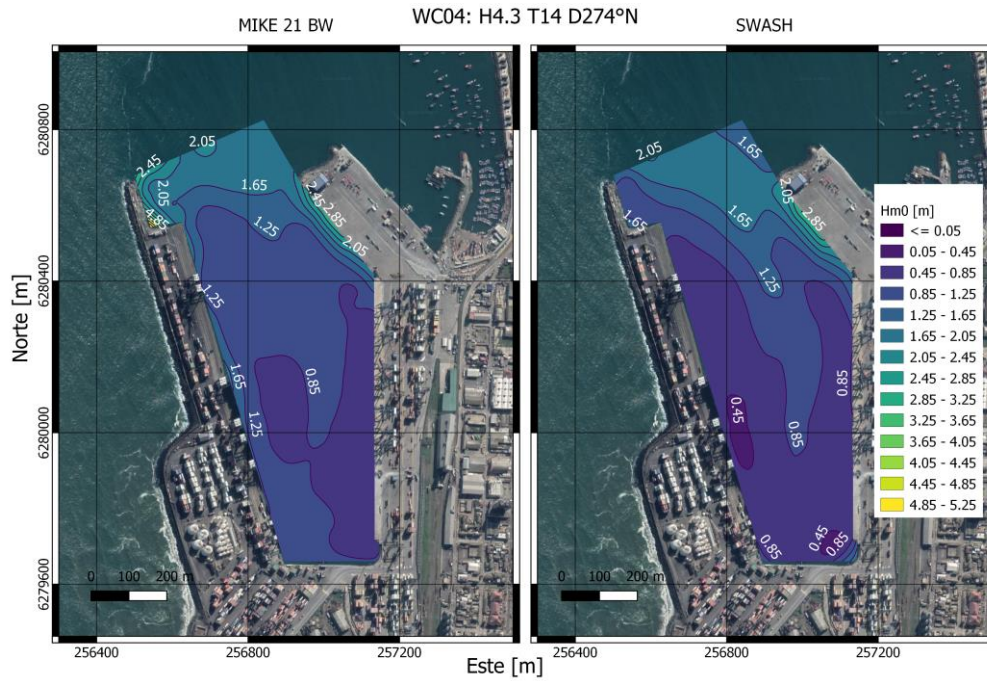 WC04: H4.3 T14 D274°N
MIKE 21 BW
SWASH
2.05
2.45
2.05
4.85
1.65
1.25
2.45
2.85
2.05
1.25
1.65
0.85
1.25
2.05
1.65
1.65
1.65
2.05
2.85
1.25
0.85
0.45
0.85
0.85
0.45
0.85
Hm0 [m]
<= 0.05
0.05 - 0.45
0.45 - 0.85
0.85 - 1.25
1.25 - 1.65
1.65 - 2.05
2.05 - 2.45
2.45 - 2.85
2.85 - 3.25
3.25 - 3.65
3.65 - 4.05
4.05 - 4.45
4.45 - 4.85
4.85 - 5.25
6280800
6280400
6280000
6279600
Norte [m]
0 100 200 m
0 100 200 m
256400 256800 257200
256400 256800 257200
Este [m]